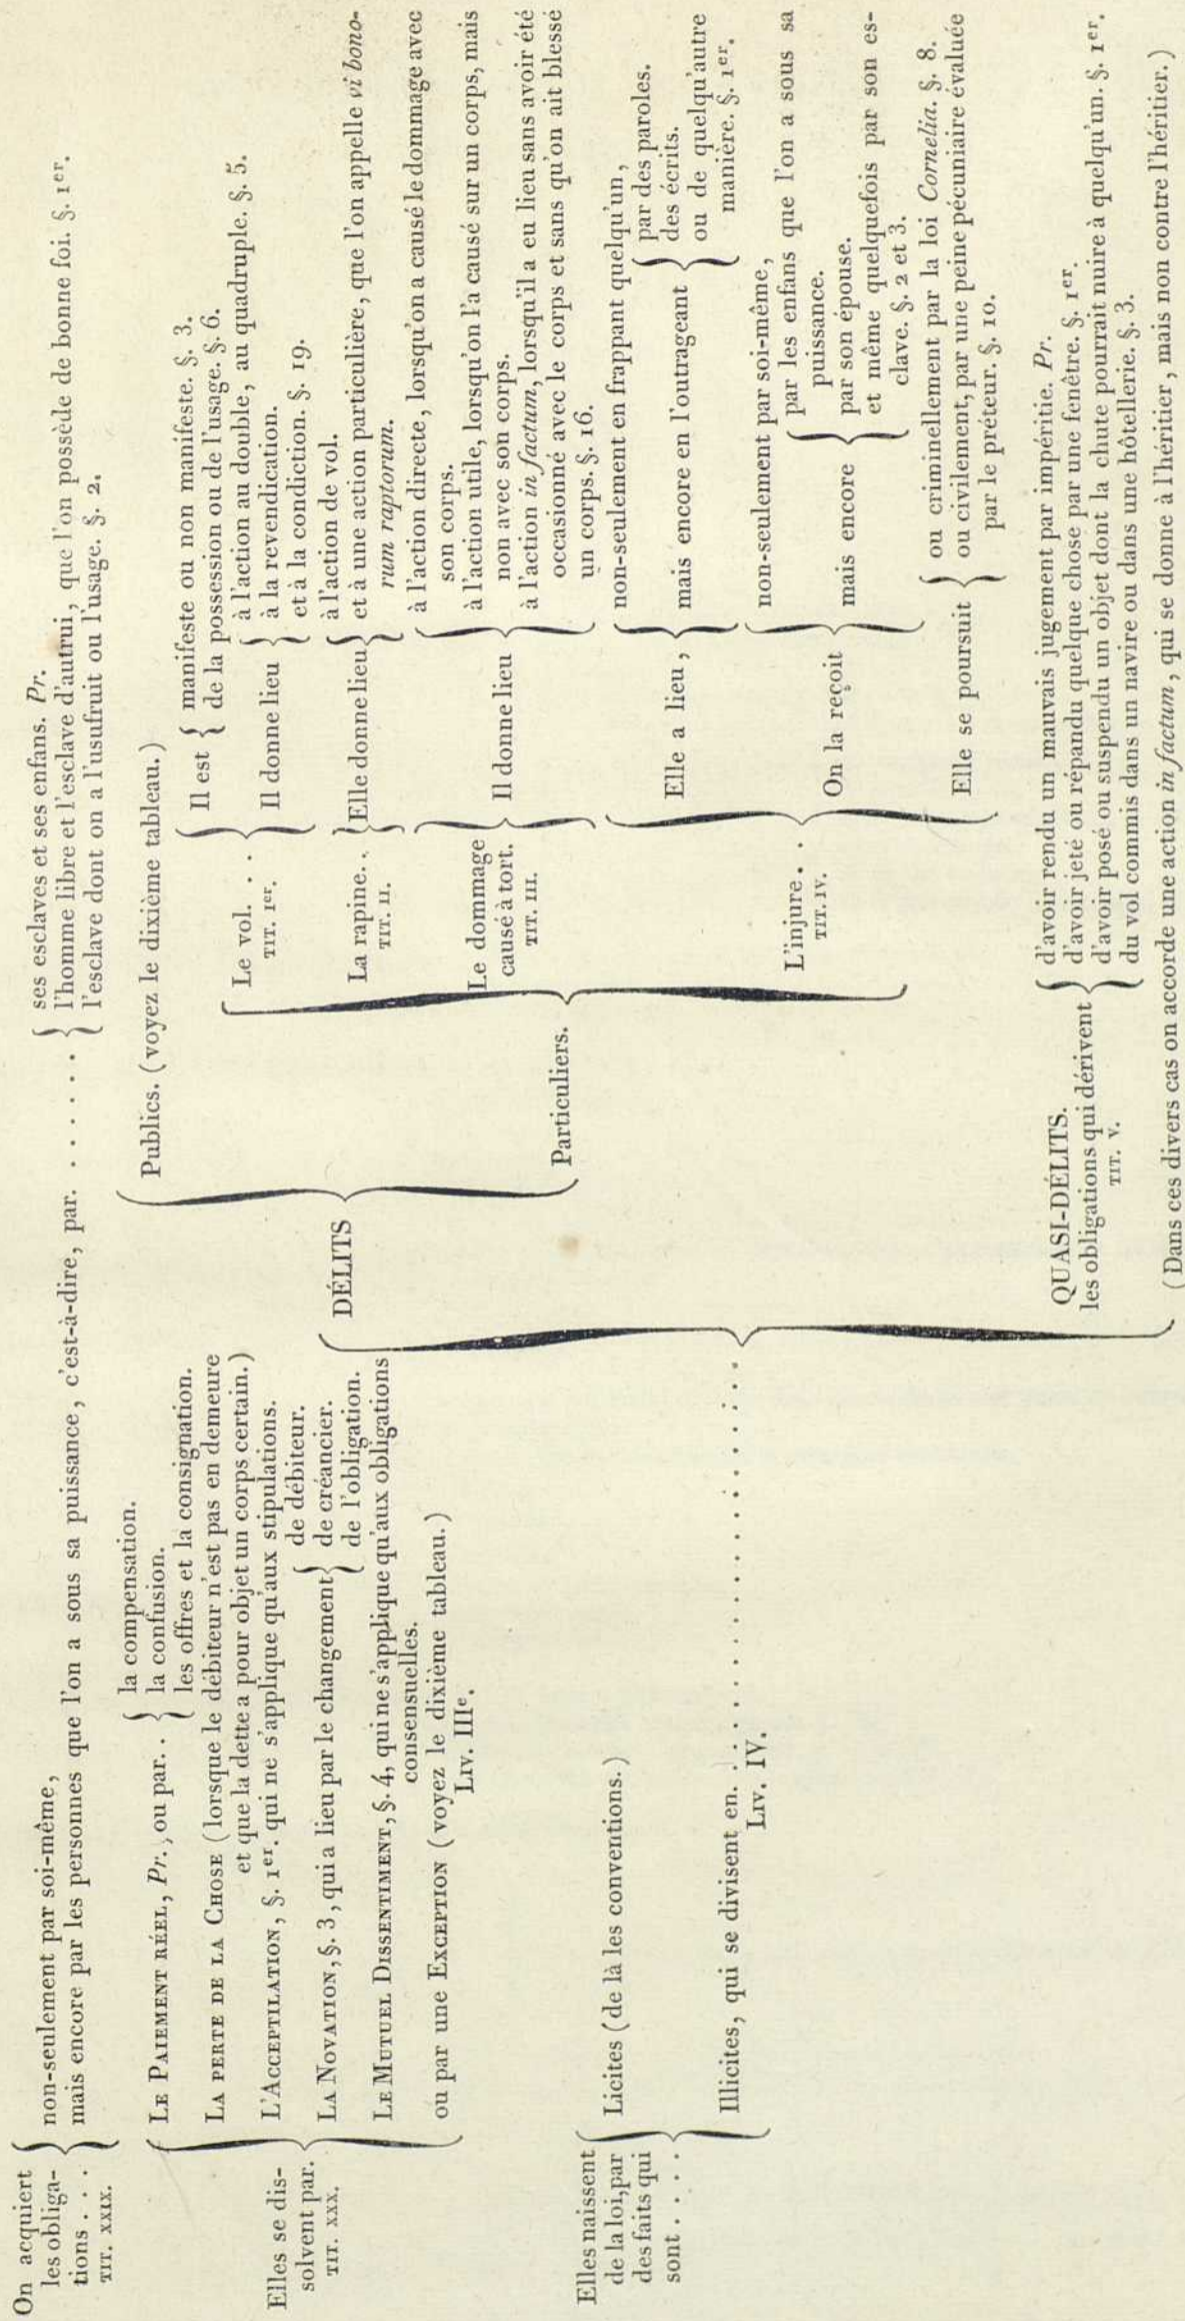 On acquiert
les obliga-
tions . . .
TIT. XXIX.
non-seulement par soi-même,
mais encore par les personnes que l'on a sous sa puissance, c'est-à-dire, par. . . . . . .
ses esclaves et ses enfans. Pr.
l'homme libre et l'esclave d'autrui, que l'on possède de bonne foi. §. 1er.
l'esclave dont on a l'usufruit ou l'usage. §. 2.
Elles se dis-
solvent par.
TIT. XXX.
LE PAIEMENT RÉEL, Pr., ou par. .
la compensation.
la confusion.
les offres et la consignation.
LA PERTE DE LA CHOSE (lorsque le débiteur n'est pas en demeure
et que la dette a pour objet un corps certain.)
L'ACCEPTILATION, §. 1er. qui ne s'applique qu'aux stipulations.
LA NOVATION, §. 3, qui a lieu par le changement
de débiteur.
de créancier.
de l'obligation.
LE MUTUEL DISSENTIMENT, §. 4, qui ne s'applique qu'aux obligations
consensuelles.
ou par une EXCEPTION (voyez le dixième tableau.)
LIV. IIIe.
Elles naissent
de la loi, par
des faits qui
sont . . . .
Licites (de là les conventions.)
Illicites, qui se divisent en. . . . . . . . . . . . . . . . . . .
LIV. IV.
DÉLITS
Publics. (voyez le dixième tableau.)
Particuliers.
Le vol. . .
TIT. Ier.
Il est
manifeste ou non manifeste. §. 3.
de la possession ou de l'usage. §. 6.
Il donne lieu
à l'action au double, au quadruple. §. 5.
à la revendication.
et à la condiction. §. 19.
La rapine. .
TIT. II.
Elle donne lieu
à l'action de vol.
et à une action particulière, que l'on appelle vi bono-
rum raptorum.
Le dommage
causé à tort.
TIT. III.
Il donne lieu
à l'action directe, lorsqu'on a causé le dommage avec
son corps.
à l'action utile, lorsqu'on l'a causé sur un corps, mais
non avec son corps.
à l'action in factum, lorsqu'il a eu lieu sans avoir été
occasionné avec le corps et sans qu'on ait blessé
un corps. §. 16.
L'injure. . .
TIT. IV.
Elle a lieu,
non-seulement en frappant quelqu'un,
mais encore en l'outrageant
par des paroles.
des écrits.
ou de quelqu'autre
manière. §. 1er.
On la reçoit
non-seulement par soi-même,
mais encore
par les enfans que l'on a sous sa
puissance.
par son épouse.
et même quelquefois par son es-
clave. §. 2 et 3.
Elle se poursuit
ou criminellement par la loi Cornelia. §. 8.
ou civilement, par une peine pécuniaire évaluée
par le préteur. §. 10.
QUASI-DÉLITS.
les obligations qui dérivent
TIT. V.
d'avoir rendu un mauvais jugement par impéritie. Pr.
d'avoir jeté ou répandu quelque chose par une fenêtre. §. 1er.
d'avoir posé ou suspendu un objet dont la chute pourrait nuire à quelqu'un. §. 1er.
du vol commis dans un navire ou dans une hôtellerie. §. 3.
(Dans ces divers cas on accorde une action in factum, qui se donne à l'héritier, mais non contre l'héritier.)